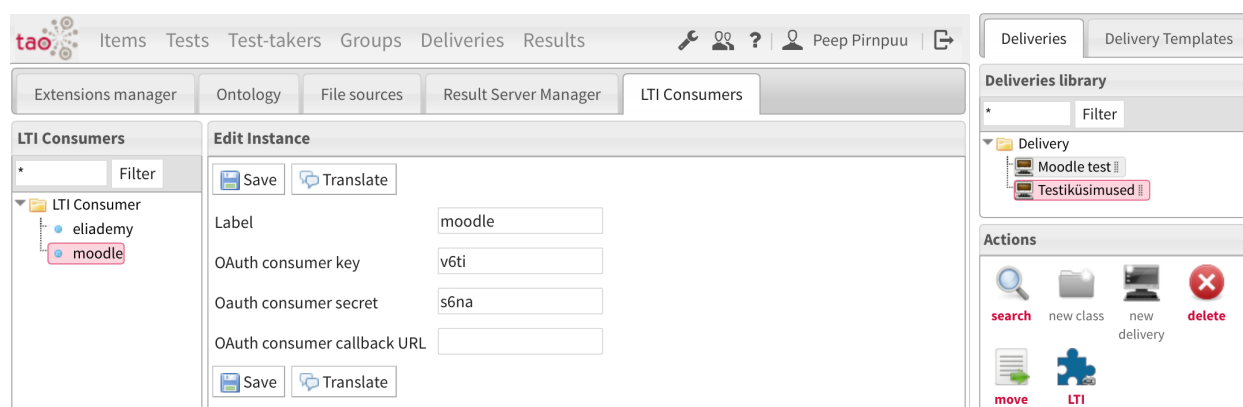 tao Items Tests Test-takers Groups Deliveries Results ? Peep Pirnpuu
Extensions manager Ontology File sources Result Server Manager LTI Consumers
LTI Consumers
* Filter
LTI Consumer
eliademy
moodle
Edit Instance
Save Translate
Label moodle
OAuth consumer key v6ti
Oauth consumer secret s6na
OAuth consumer callback URL
Save Translate
Deliveries Delivery Templates
Deliveries library
* Filter
Delivery
Moodle test
Testiküsimused
Actions
search new class new delivery delete
move LTI